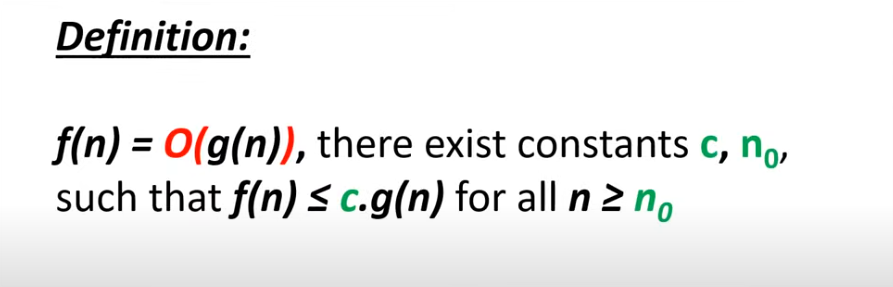 Definition:
f(n) = O(g(n)), there exist constants c, n₀,
such that f(n) ≤ c.g(n) for all n ≥ n₀